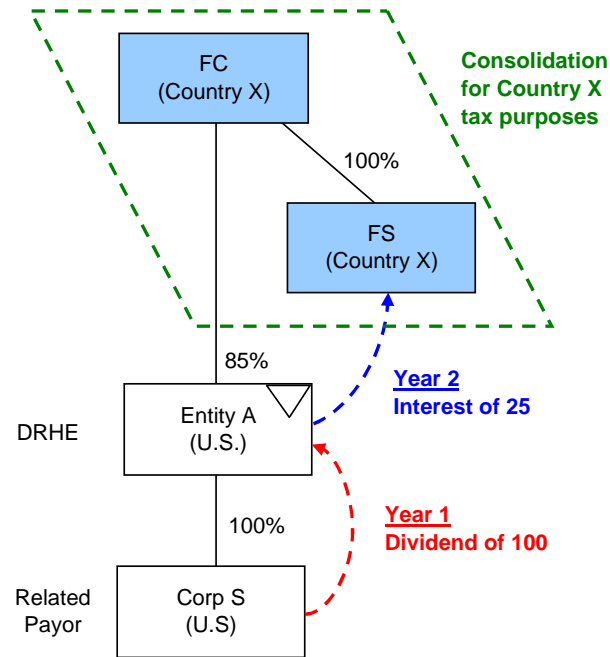 FC
(Country X)
Consolidation
for Country X
tax purposes
100%
FS
(Country X)
85%
Year 2
Interest of 25
DRHE
Entity A
(U.S.)
100%
Year 1
Dividend of 100
Related
Payor
Corp S
(U.S)